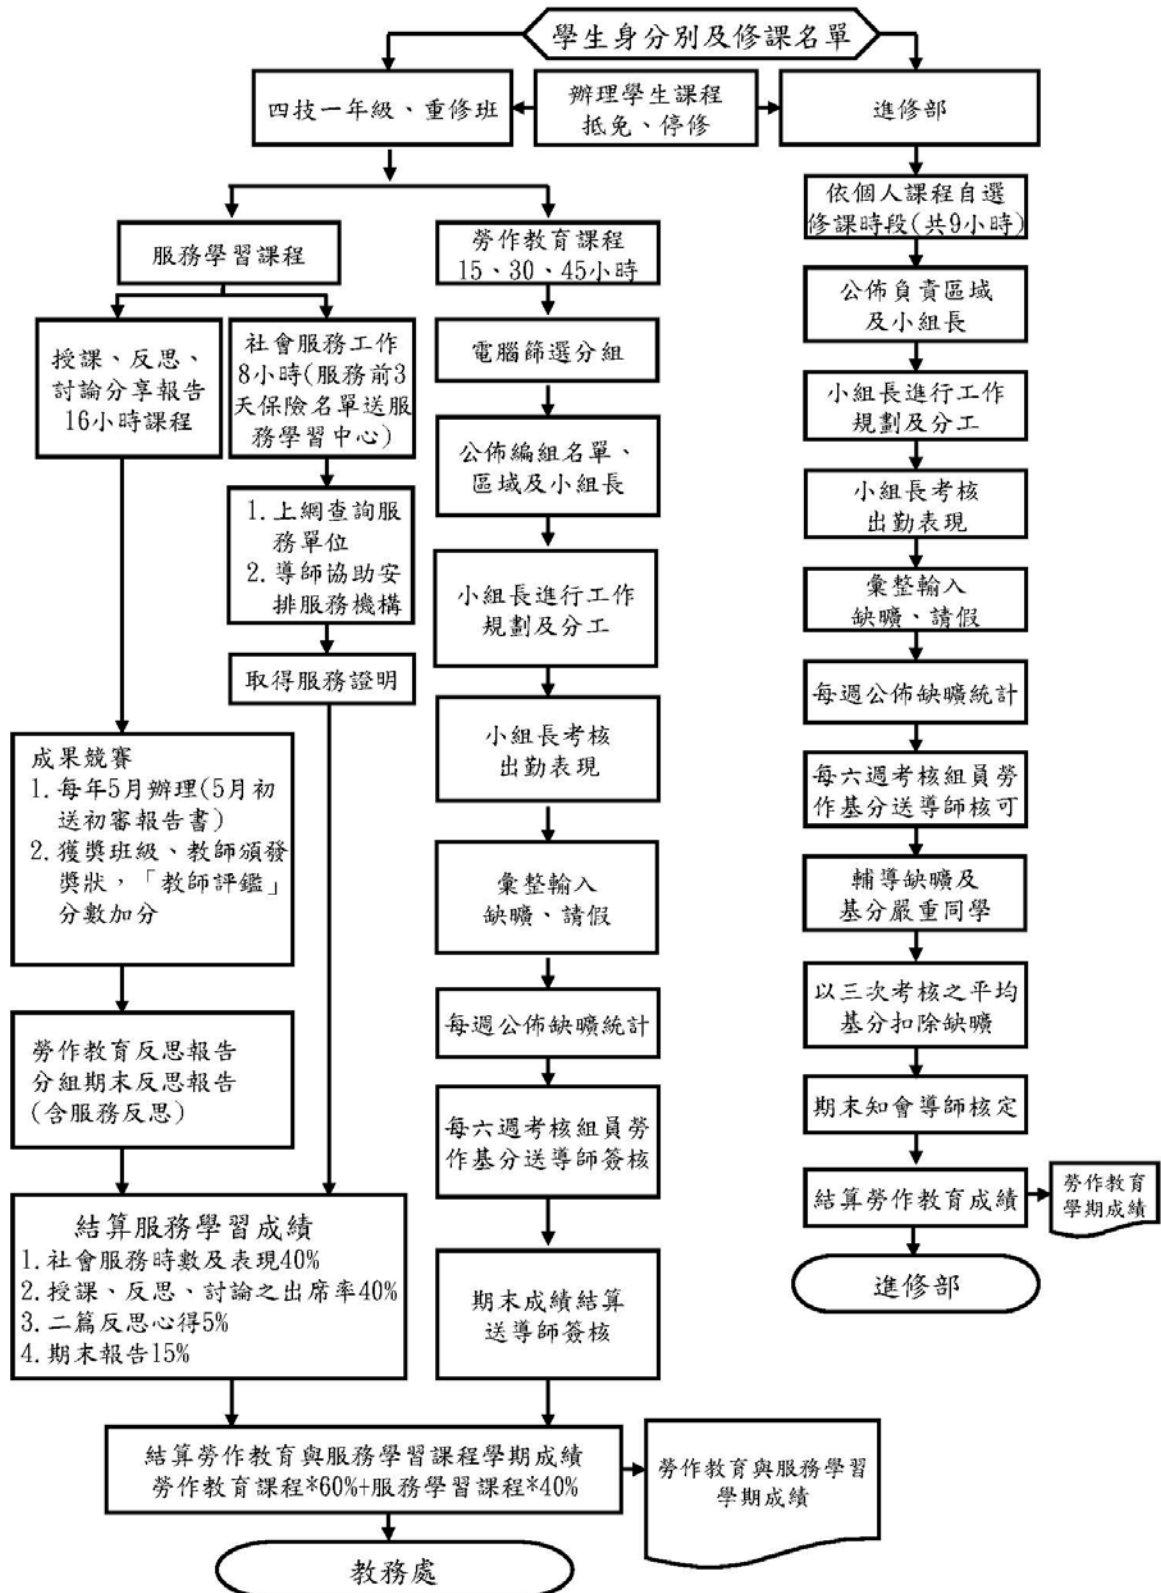 學生身分別及修課名單
四技一年級、重修班
辦理學生課程
抵免、停修
進修部
服務學習課程
授課、反思、
討論分享報告
16小時課程
社會服務工作
8小時(服務前3
天保險名單送服
務學習中心)
1.上網查詢服
務單位
2.導師協助安
排服務機構
取得服務證明
成果競賽
1.每年5月辦理(5月初
送初審報告書)
2.獲獎班級、教師頒發
獎狀，「教師評鑑」
分數加分
勞作教育反思報告
分組期末反思報告
(含服務反思)
結算服務學習成績
1.社會服務時數及表現40%
2.授課、反思、討論之出席率40%
3.二篇反思心得5%
4.期末報告15%
勞作教育課程
15、30、45小時
電腦篩選分組
公佈編組名單、
區域及小組長
小組長進行工作
規劃及分工
小組長考核
出勤表現
彙整輸入
缺曠、請假
每週公佈缺曠統計
每六週考核組員勞
作基分送導師簽核
期末成績結算
送導師簽核
依個人課程自選
修課時段(共9小時)
公佈負責區域
及小組長
小組長進行工作
規劃及分工
小組長考核
出勤表現
彙整輸入
缺曠、請假
每週公佈缺曠統計
每六週考核組員勞
作基分送導師核可
輔導缺曠及
基分嚴重同學
以三次考核之平均
基分扣除缺曠
期末知會導師核定
結算勞作教育成績
勞作教育
學期成績
進修部
結算勞作教育與服務學習課程學期成績
勞作教育課程*60%+服務學習課程*40%
勞作教育與服務學習
學期成績
教務處